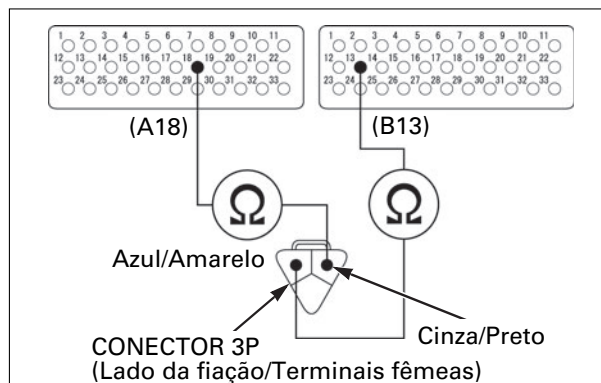 1 2 3 4 5 6 7 8 9 10 11
12 13 14 15 16 17 18 19 20 21 22
23 24 25 26 27 28 29 30 31 32 33
1 2 3 4 5 6 7 8 9 10 11
12 13 14 15 16 17 18 19 20 21 22
23 24 25 26 27 28 29 30 31 32 33
(A18)
(B13)
Ω
Ω
Azul/Amarelo
Cinza/Preto
CONECTOR 3P
(Lado da fiação/Terminais fêmeas)